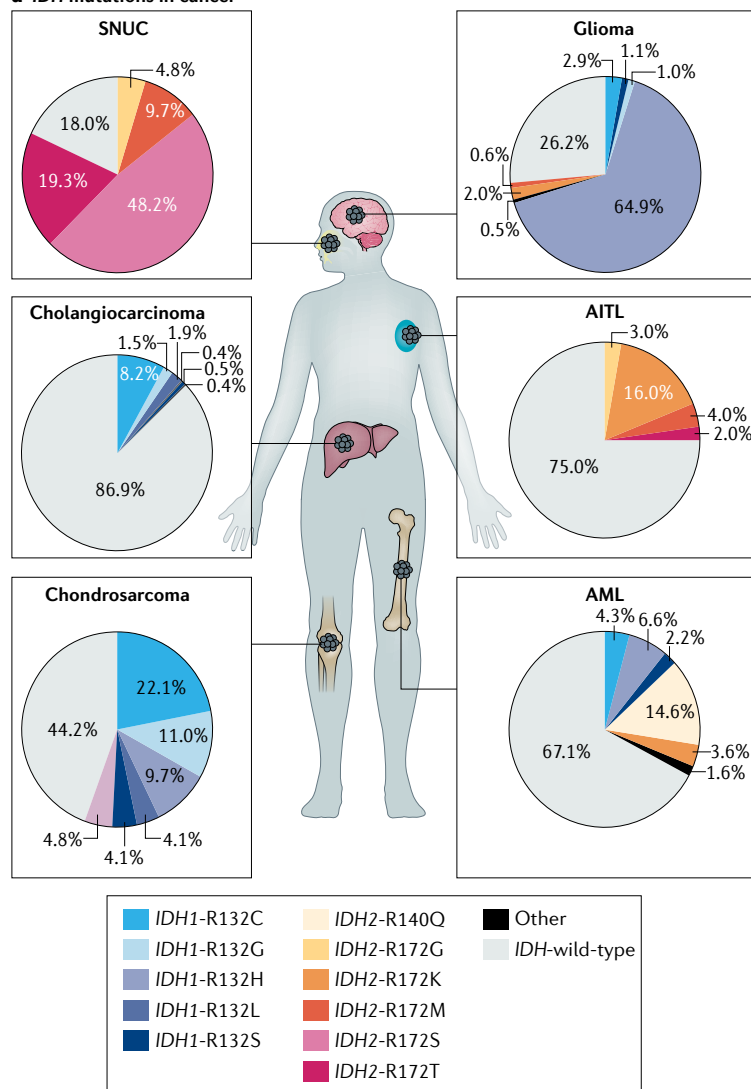 SNUC
4.8%
9.7%
18.0%
19.3%
48.2%
Glioma
2.9%
1.1%
1.0%
26.2%
0.6%
2.0%
0.5%
64.9%
Cholangiocarcinoma
1.5%
1.9%
0.4%
0.5%
0.4%
8.2%
86.9%
AITL
3.0%
16.0%
4.0%
2.0%
75.0%
Chondrosarcoma
22.1%
44.2%
11.0%
9.7%
4.8%
4.1%
4.1%
AML
4.3%
6.6%
2.2%
14.6%
67.1%
3.6%
1.6%
IDH1-R132C
IDH1-R132G
IDH1-R132H
IDH1-R132L
IDH1-R132S
IDH2-R140Q
IDH2-R172G
IDH2-R172K
IDH2-R172M
IDH2-R172S
IDH2-R172T
Other
IDH-wild-type